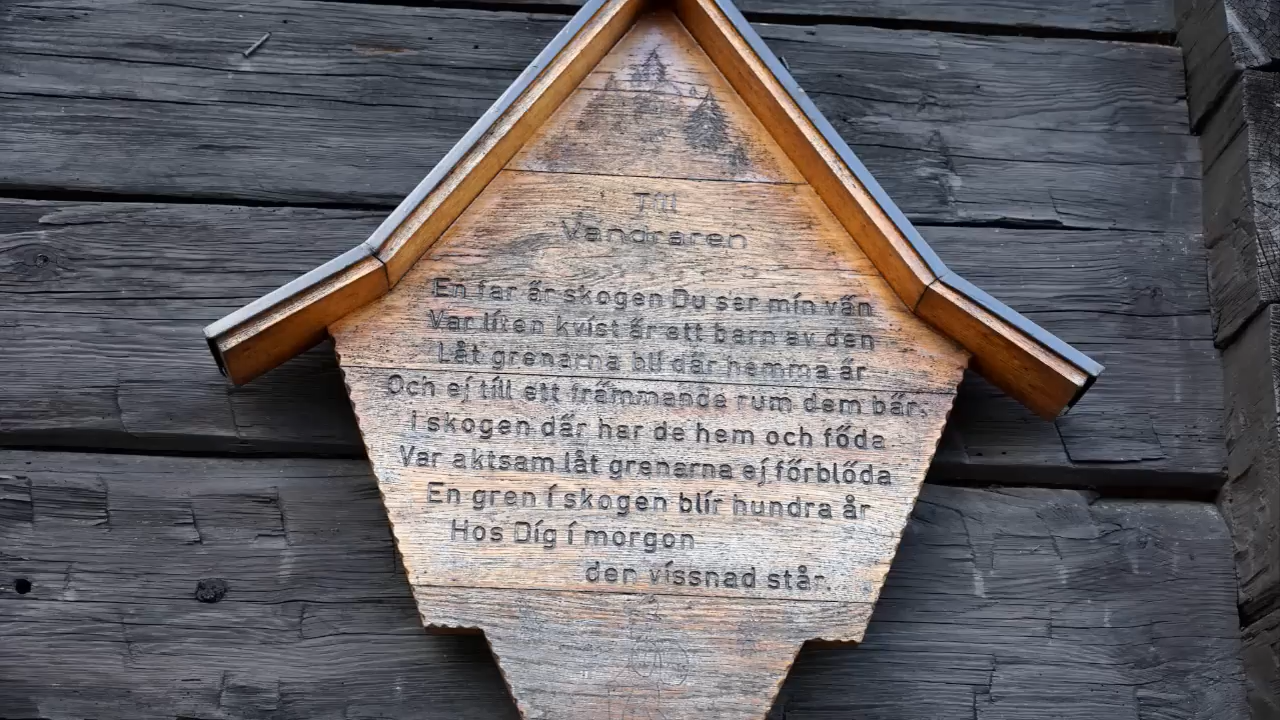 Till
Vandraren
En far är skogen Du ser min vän
Var liten kvist är ett barn av den
Låt grenarna bli där hemma är
Och ej till ett främmande rum dem bär.
I skogen där har de hem och föda
Var aktsam låt grenarna ej förblöda
En gren i skogen blir hundra år
Hos Dig i morgon
den vissnad står.